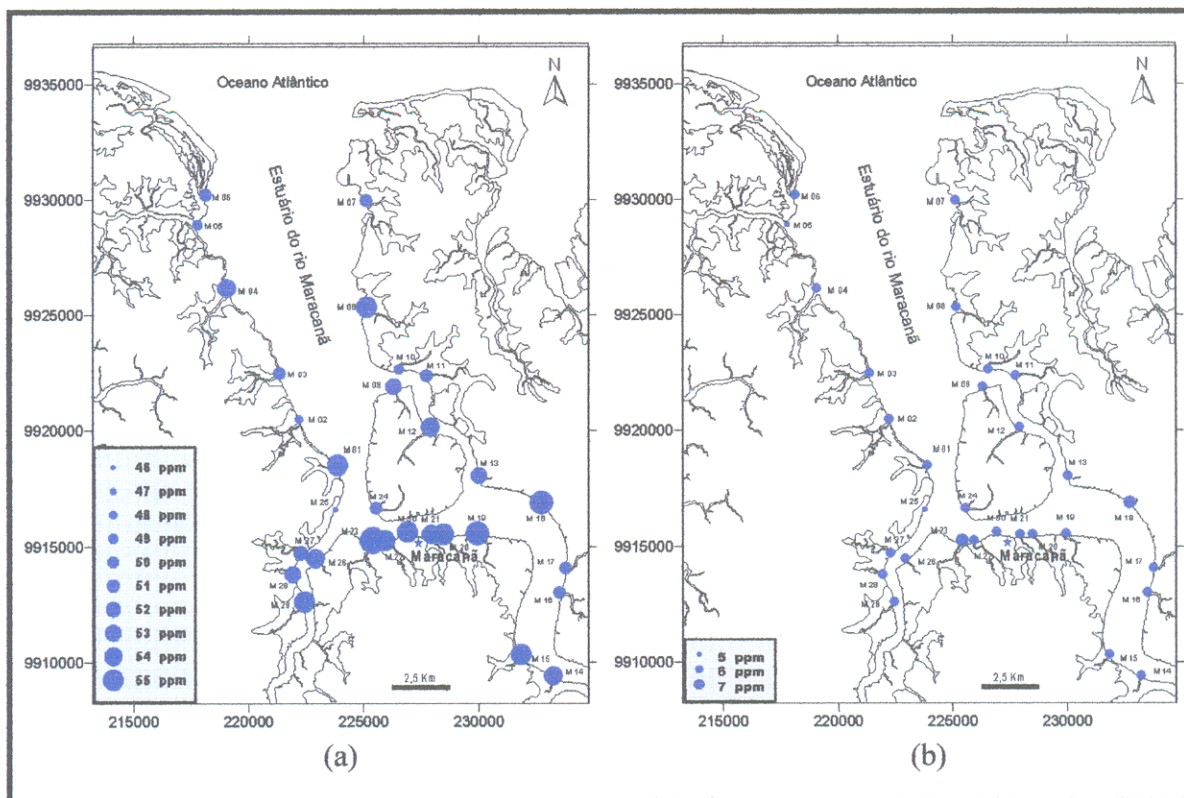 Oceano Atlântico
N
Estuário do rio Maracanã
9935000
9930000
9925000
9920000
9915000
9910000
M 05
M 07
M 04
M 03
M 02
M 01
M 10
M 11
M 09
M 12
M 13
M 24
M 25
M 23
M 21
M 19
M 18
M 27
M 26
M 22
M 20
Maracanã
M 17
M 28
M 16
M 15
M 14
46 ppm
47 ppm
48 ppm
49 ppm
50 ppm
51 ppm
52 ppm
53 ppm
54 ppm
55 ppm
2,5 Km
215000
220000
225000
230000
(a)
Oceano Atlântico
N
Estuário do rio Maracanã
9935000
9930000
9925000
9920000
9915000
9910000
M 05
M 07
M 04
M 08
M 03
M 10
M 11
M 09
M 02
M 12
M 01
M 13
M 24
M 25
M 18
M 23
M 21
M 19
M 27
M 26
M 20
Maracanã
M 17
M 28
M 16
M 15
M 14
5 ppm
6 ppm
7 ppm
2,5 Km
215000
220000
225000
230000
(b)